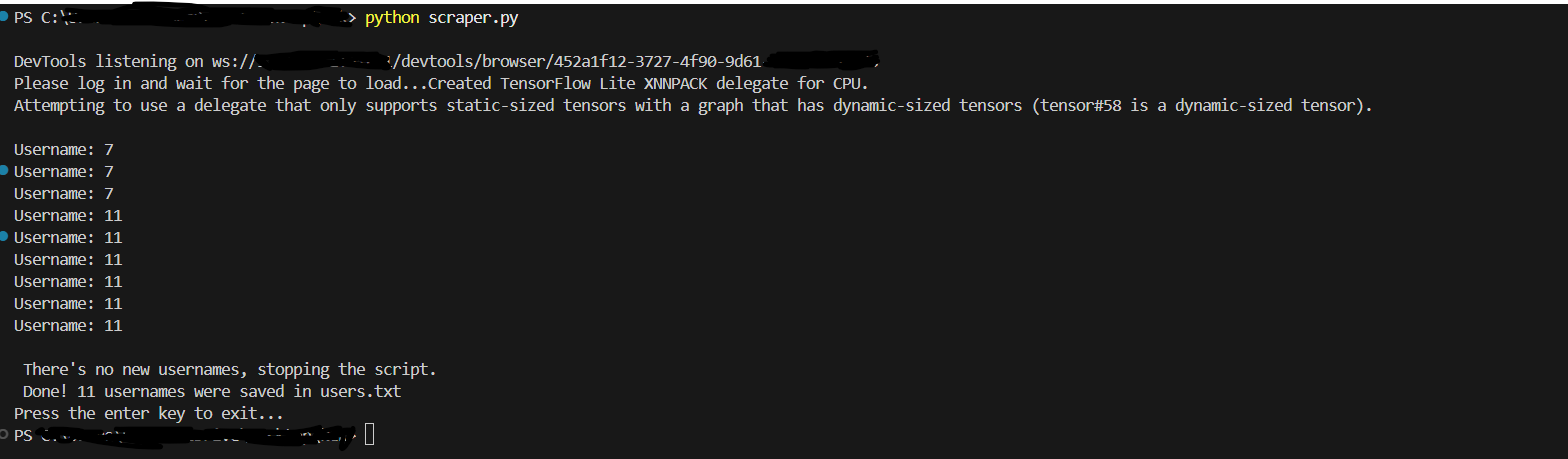 PS C:\ > python scraper.py
DevTools listening on ws:// /devtools/browser/452a1f12-3727-4f90-9d61
Please log in and wait for the page to load...Created TensorFlow Lite XNNPACK delegate for CPU.
Attempting to use a delegate that only supports static-sized tensors with a graph that has dynamic-sized tensors (tensor#58 is a dynamic-sized tensor).
Username: 7
Username: 7
Username: 7
Username: 11
Username: 11
Username: 11
Username: 11
Username: 11
Username: 11
There's no new usernames, stopping the script.
Done! 11 usernames were saved in users.txt
Press the enter key to exit...
PS